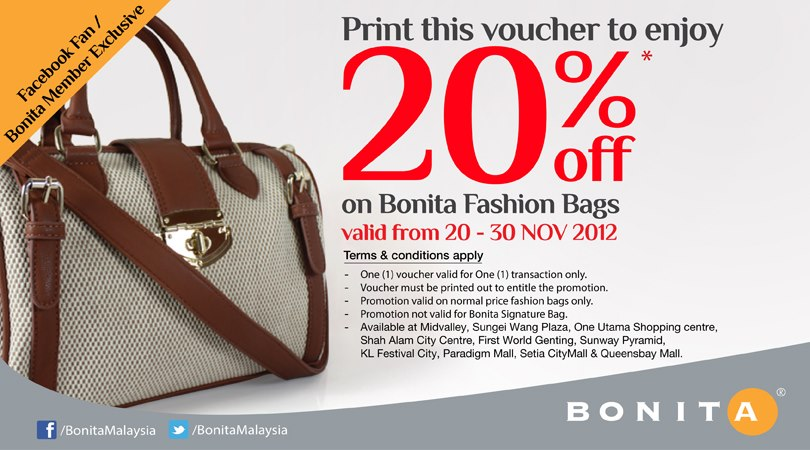 Facebook Fan /
Bonita Member Exclusive
Print this voucher to enjoy
20%*
off
on Bonita Fashion Bags
valid from 20 - 30 NOV 2012
Terms & conditions apply
- One (1) voucher valid for One (1) transaction only.
- Voucher must be printed out to entitle the promotion.
- Promotion valid on normal price fashion bags only.
- Promotion not valid for Bonita Signature Bag.
- Available at Midvalley, Sungei Wang Plaza, One Utama Shopping centre,
Shah Alam City Centre, First World Genting, Sunway Pyramid,
KL Festival City, Paradigm Mall, Setia CityMall & Queensbay Mall.
f /BonitaMalaysia /BonitaMalaysia
BONITA®